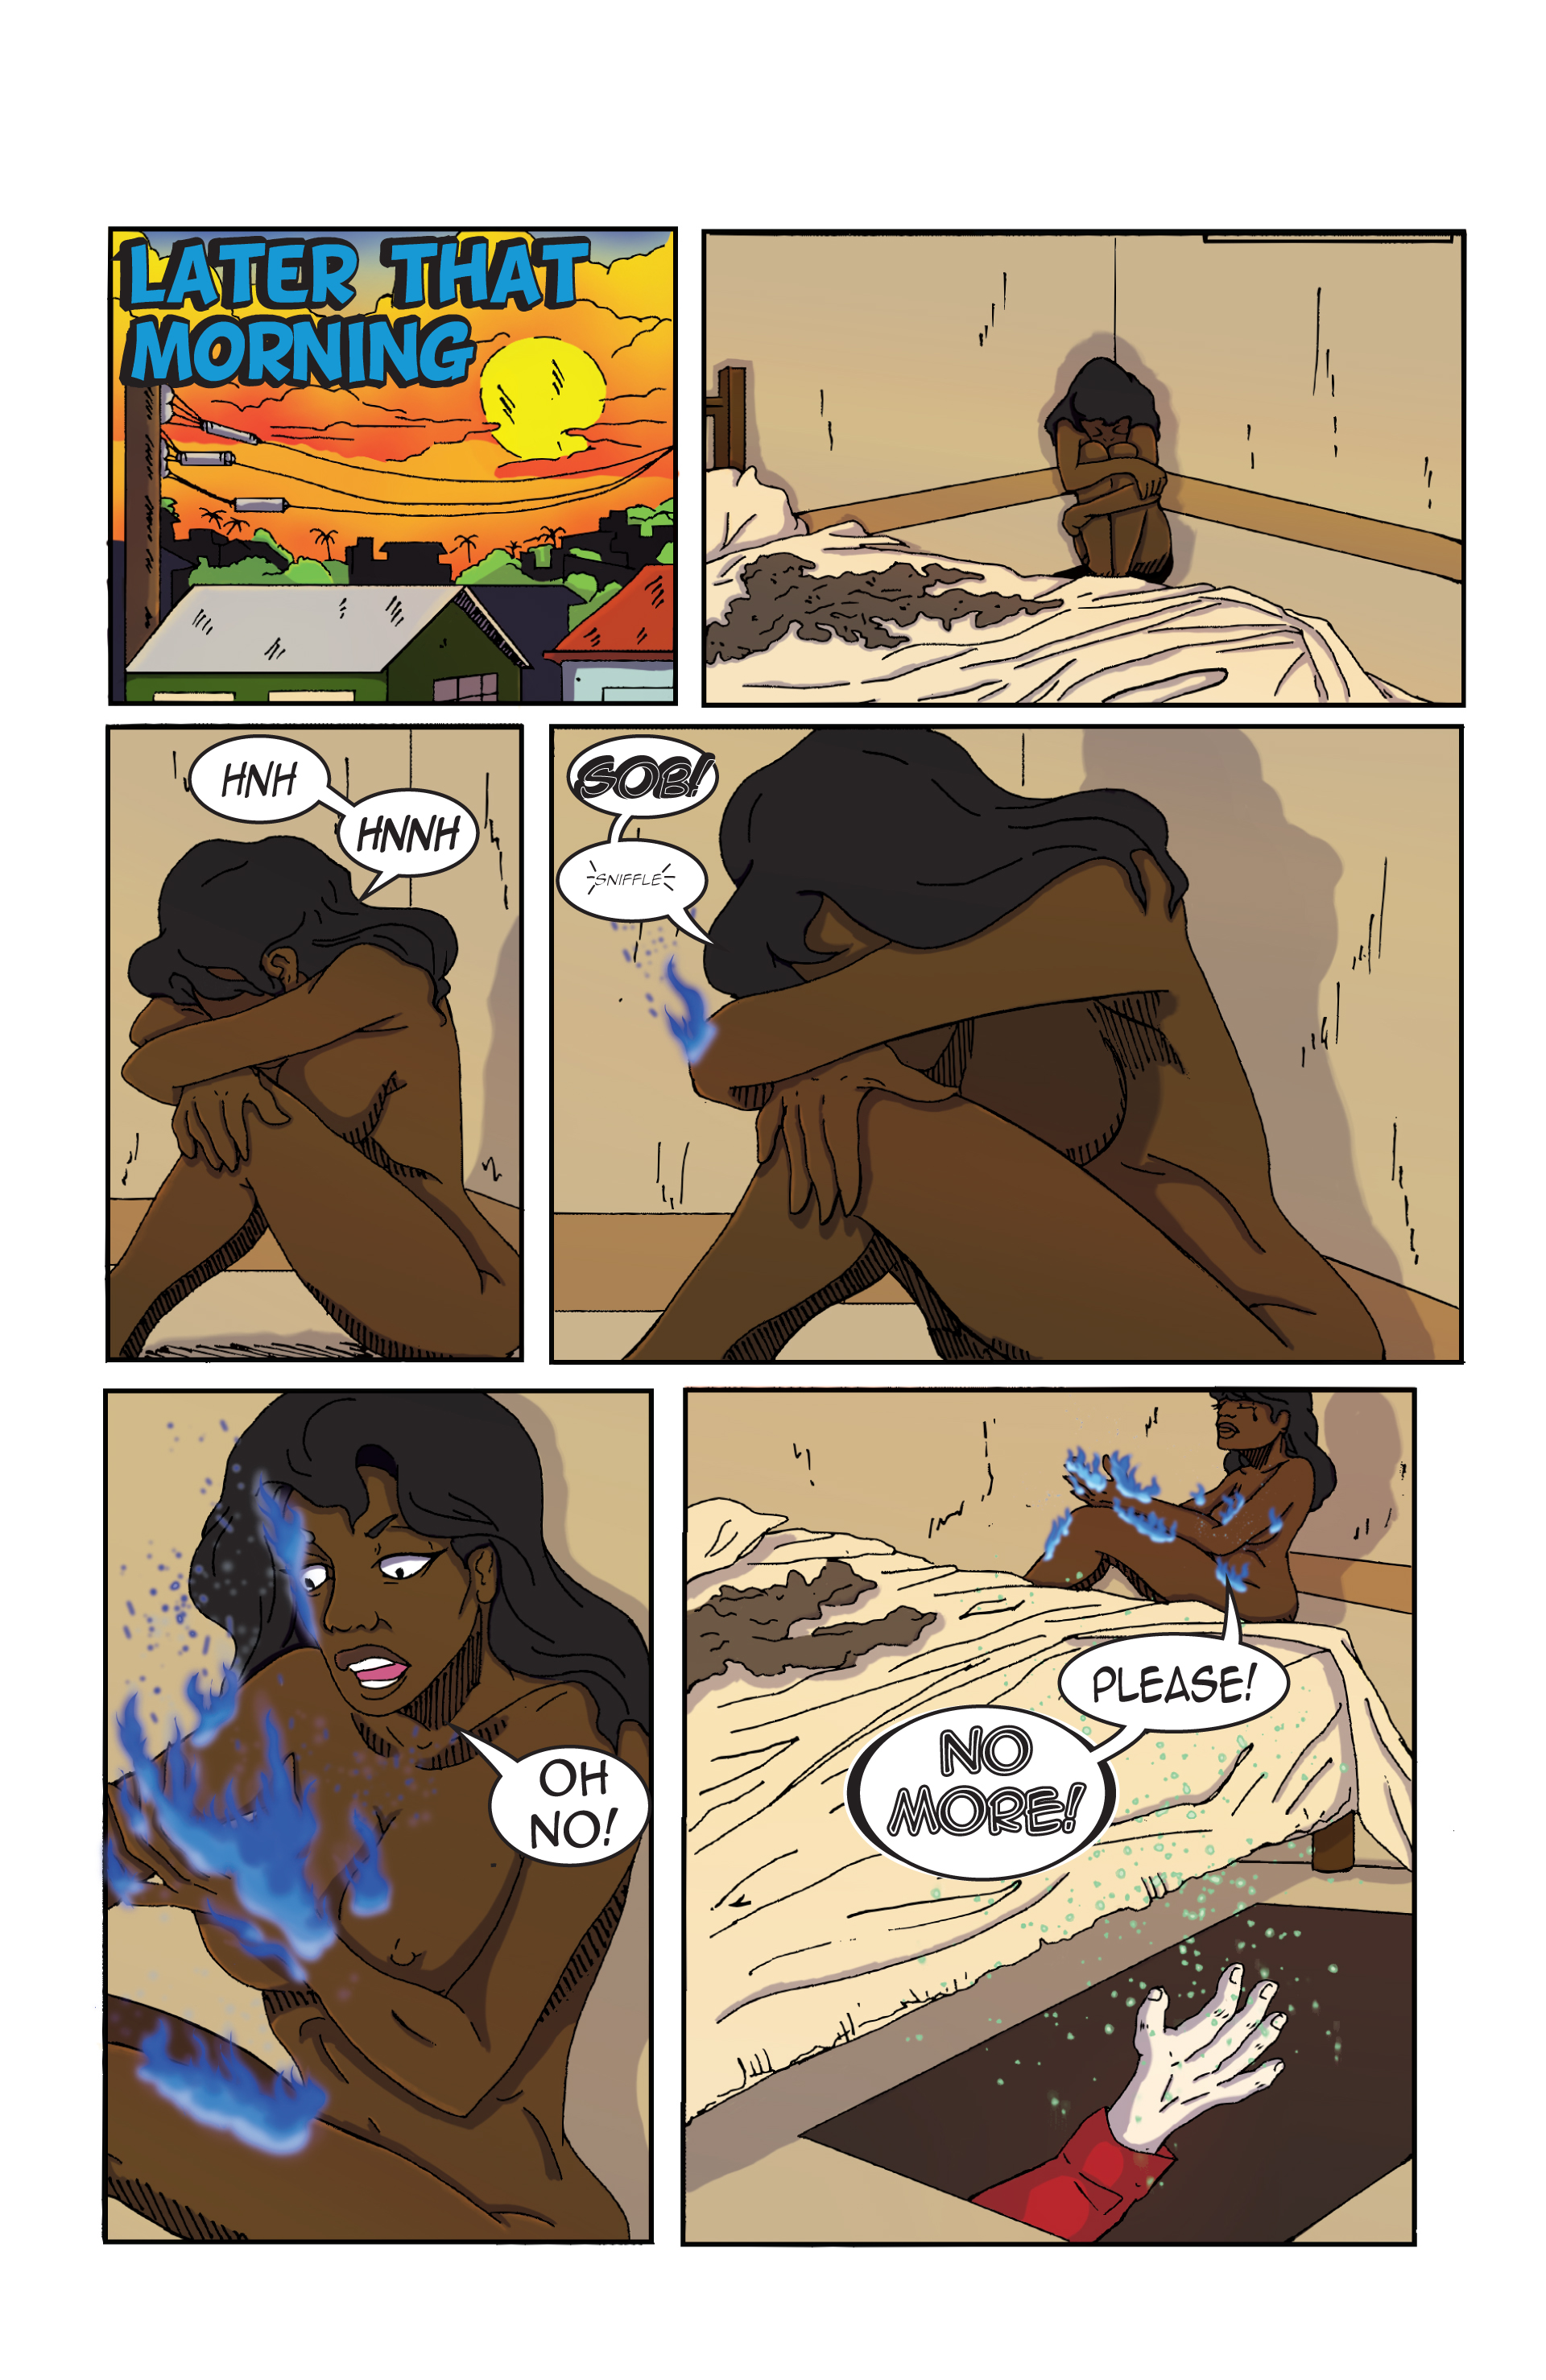 LATER THAT
MORNING
HNH
HNNH
SOB!
SNIFFLE
OH
NO!
PLEASE!
NO
MORE!